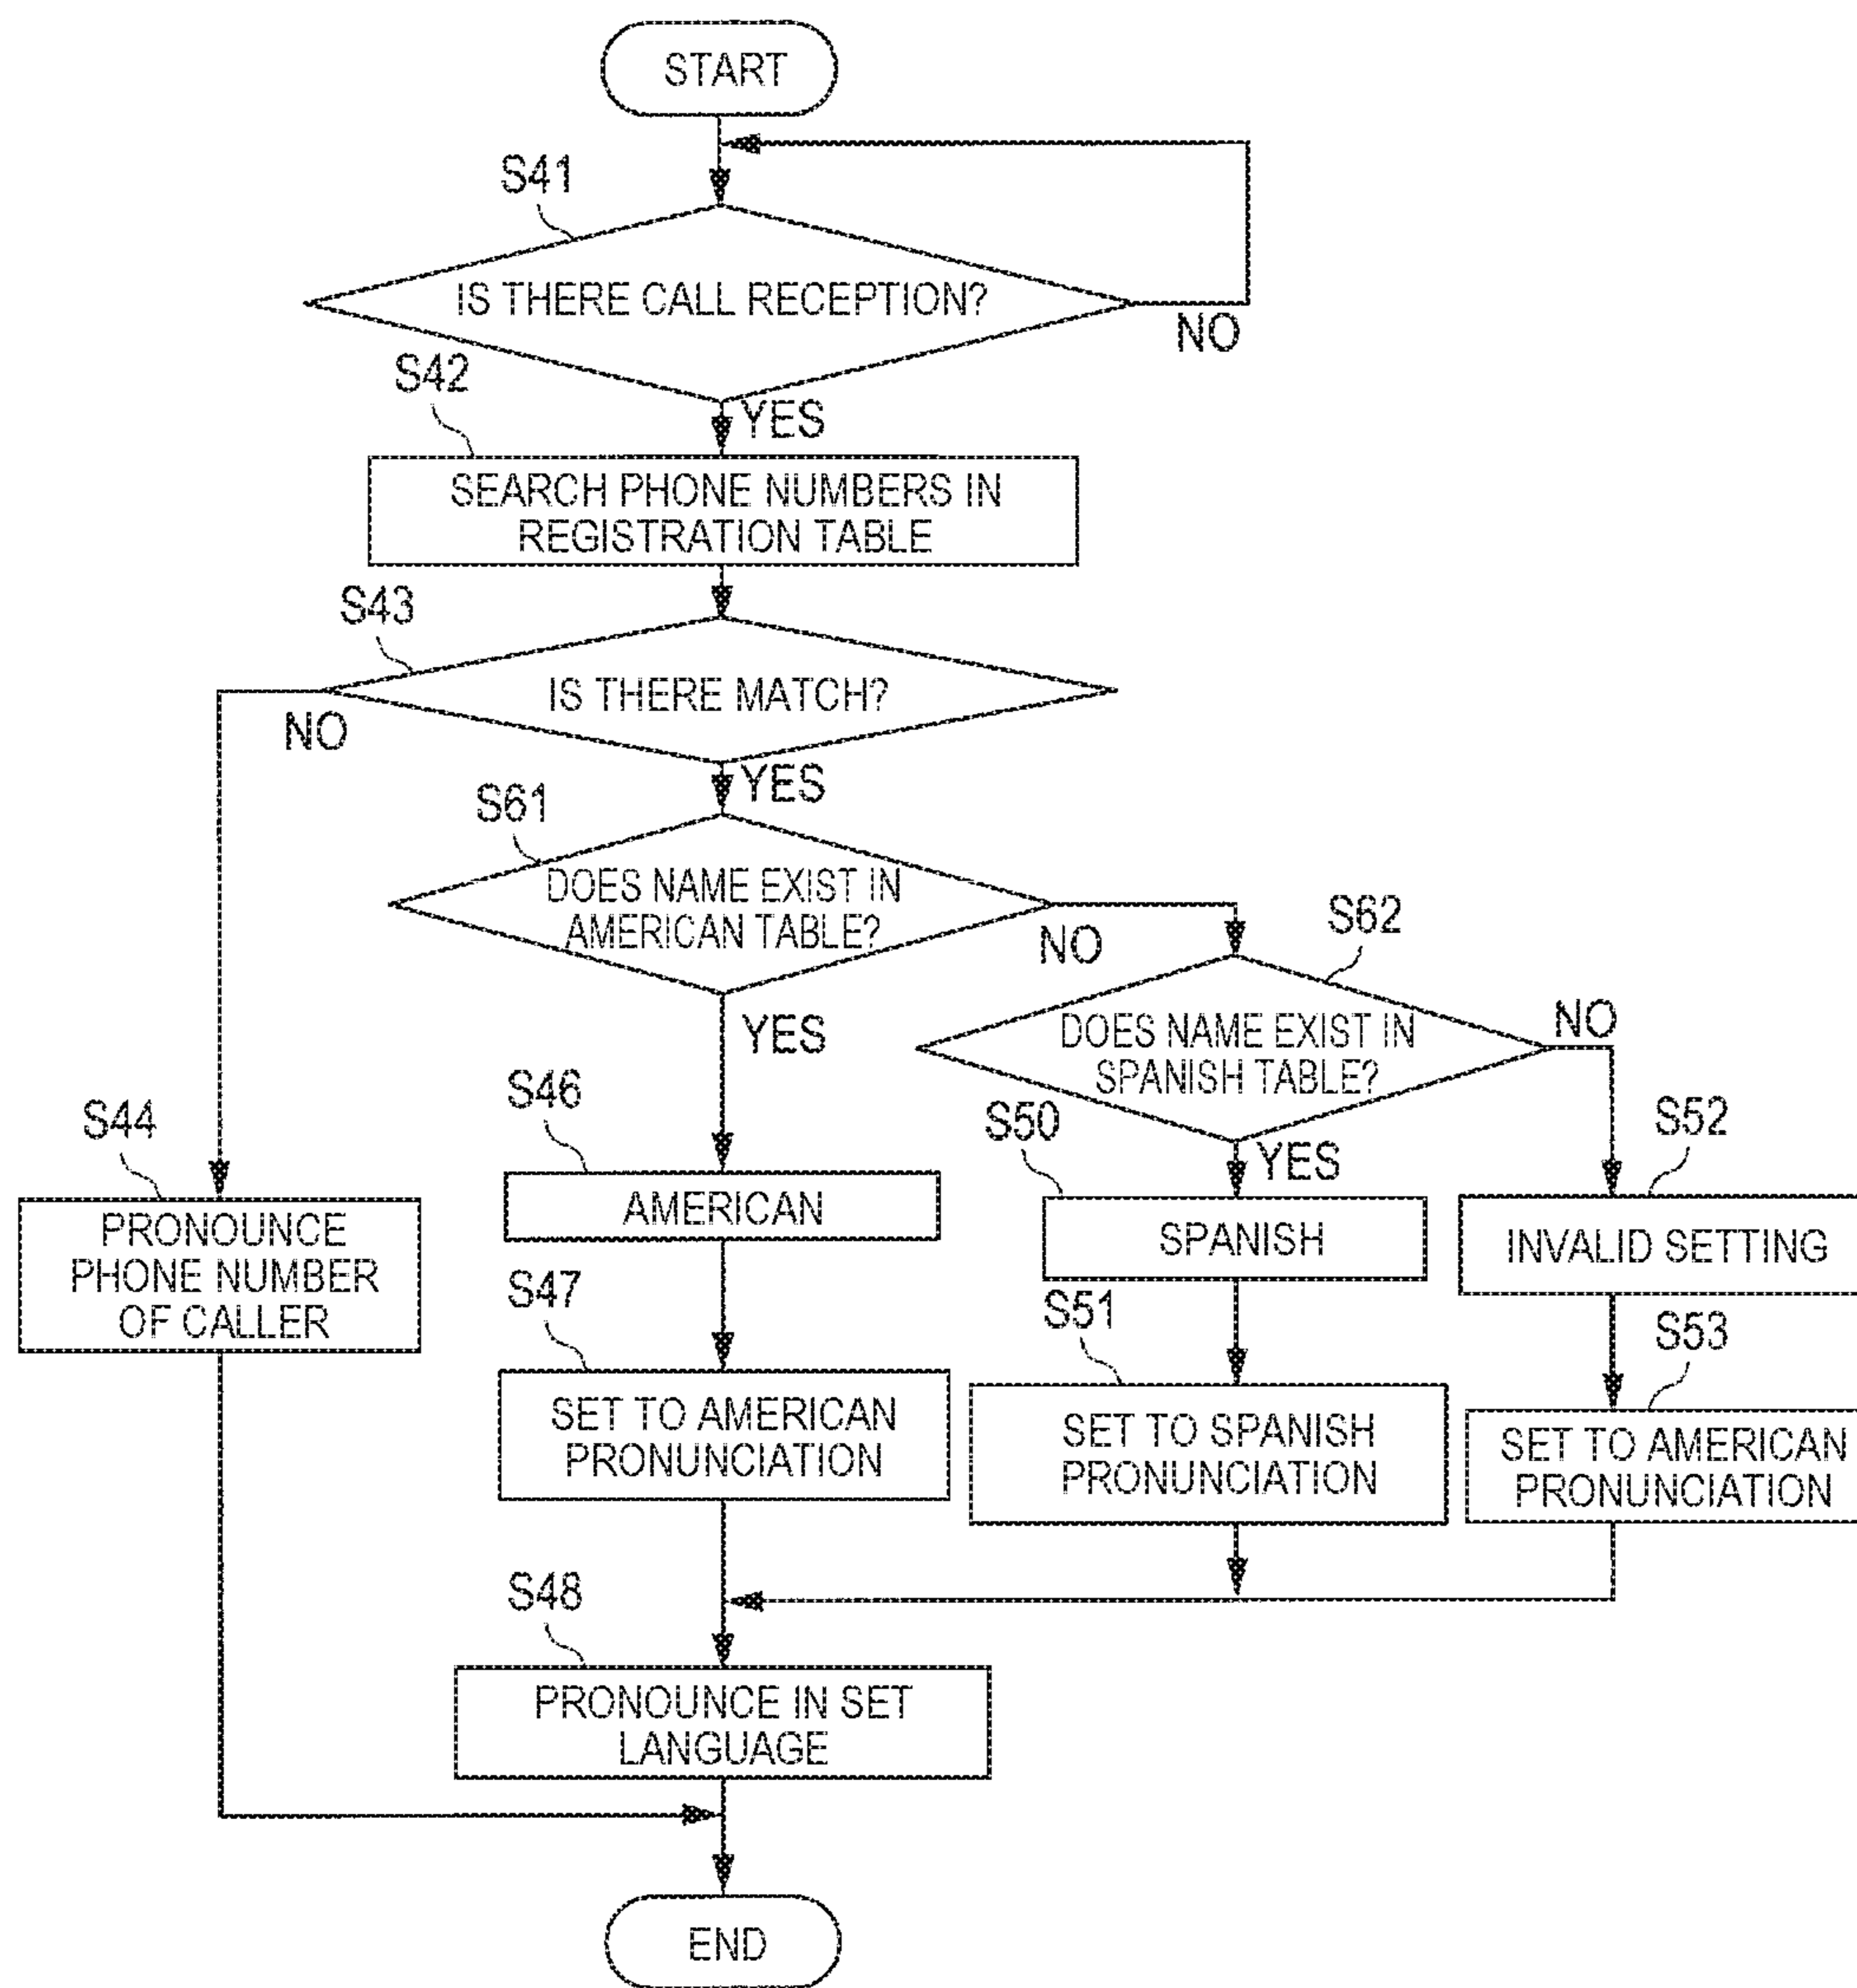 START
S41
IS THERE CALL RECEPTION?
NO
S42
YES
SEARCH PHONE NUMBERS IN
REGISTRATION TABLE
S43
IS THERE MATCH?
NO
YES
S61
DOES NAME EXIST IN
AMERICAN TABLE?
NO
YES
S62
DOES NAME EXIST IN
SPANISH TABLE?
NO
YES
S44
PRONOUNCE
PHONE NUMBER
OF CALLER
S46
AMERICAN
S50
SPANISH
S52
INVALID SETTING
S47
SET TO AMERICAN
PRONUNCIATION
S51
SET TO SPANISH
PRONUNCIATION
S53
SET TO AMERICAN
PRONUNCIATION
S48
PRONOUNCE IN SET
LANGUAGE
END